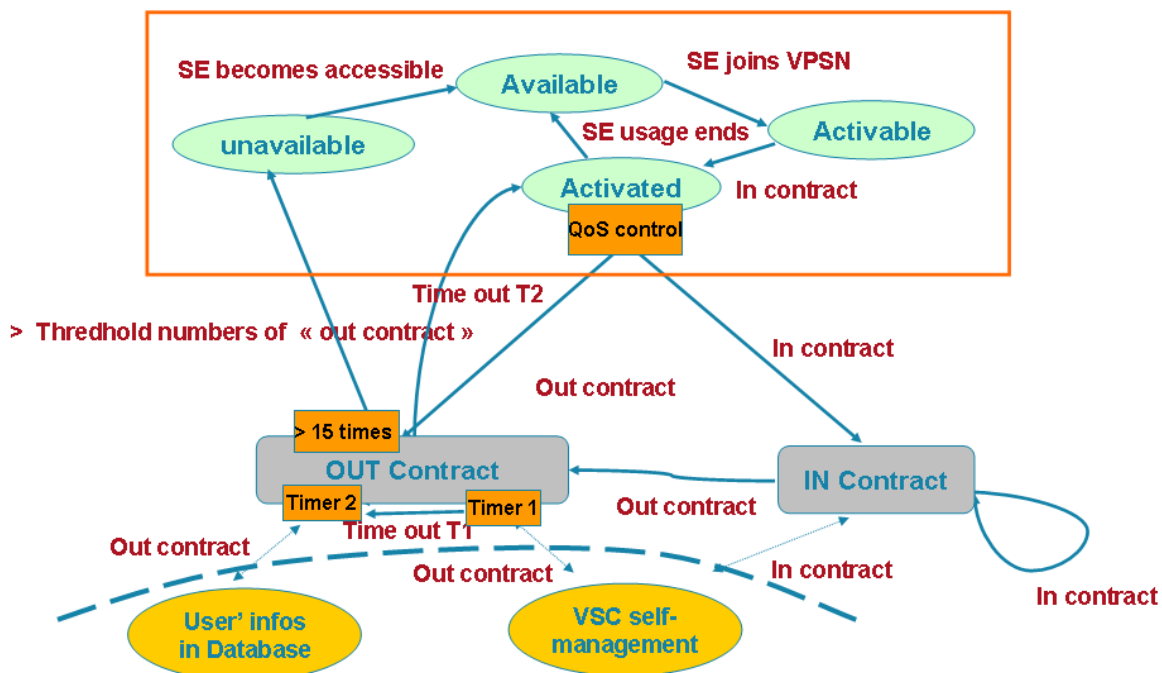 SE becomes accessible
Available
SE joins VPSN
unavailable
SE usage ends
Activable
Activated
In contract
QoS control
Time out T2
> Thredhold numbers of « out contract »
In contract
Out contract
> 15 times
OUT Contract
IN Contract
Timer 2
Timer 1
Out contract
Time out T1
Out contract
Out contract
In contract
In contract
User' infos
in Database
VSC self-
management